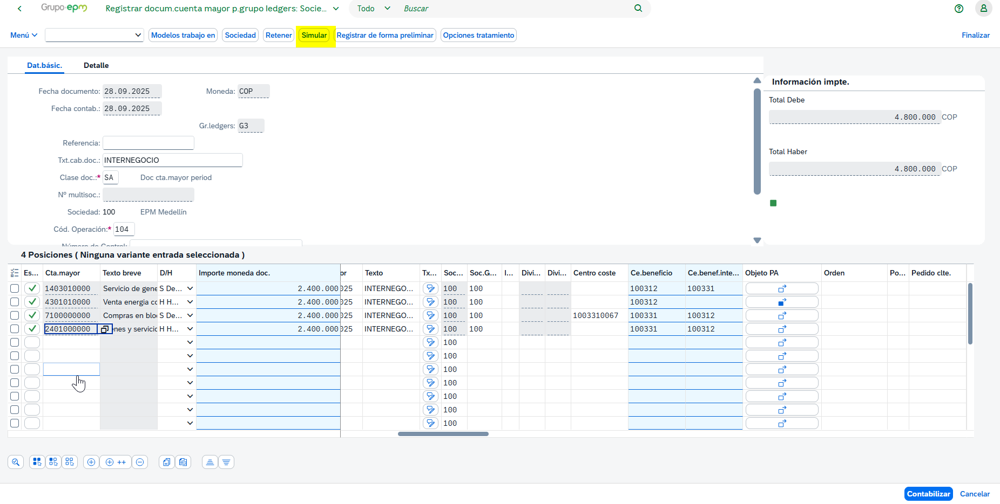 Grupo·epm Registrar docum.cuenta mayor p.grupo ledgers: Socie... Todo Buscar
Menú Modelos trabajo en Sociedad Retener Simular Registrar de forma preliminar Opciones tratamiento Finalizar
Dat.básic. Detalle
Información impte.
Fecha documento: 28.09.2025 Moneda: COP
Total Debe
Fecha contab.: 28.09.2025
4.800.000 COP
Gr.ledgers: G3
Referencia:
Total Haber
Txt.cab.doc.: INTERNEGOCIO
4.800.000 COP
Clase doc.:* SA Doc cta.mayor period
Nº multisoc.:
Sociedad: 100 EPM Medellín
Cód. Operación:* 104
Número de Control:
4 Posiciones ( Ninguna variante entrada seleccionada )
Es... Cta.mayor Texto breve D/H Importe moneda doc. or Texto Tx... Soc... Soc.G... I... Divi... Divi... Centro coste Ce.beneficio Ce.benef.inte... Objeto PA Orden Po... Pedido clte.
1403010000 Servicio de gene S De... 2.400.000 025 INTERNEGO... 100 100 100312 100331
4301010000 Venta energia co H H... 2.400.000 025 INTERNEGO... 100 100 100312
7100000000 Compras en blo S De... 2.400.000 025 INTERNEGO... 100 100 1003310067 100331 100312
2401000000 enes y servicio H H... 2.400.000 025 INTERNEGO... 100 100 100331 100312
100
100
100
100
100
100
100
++
Contabilizar Cancelar